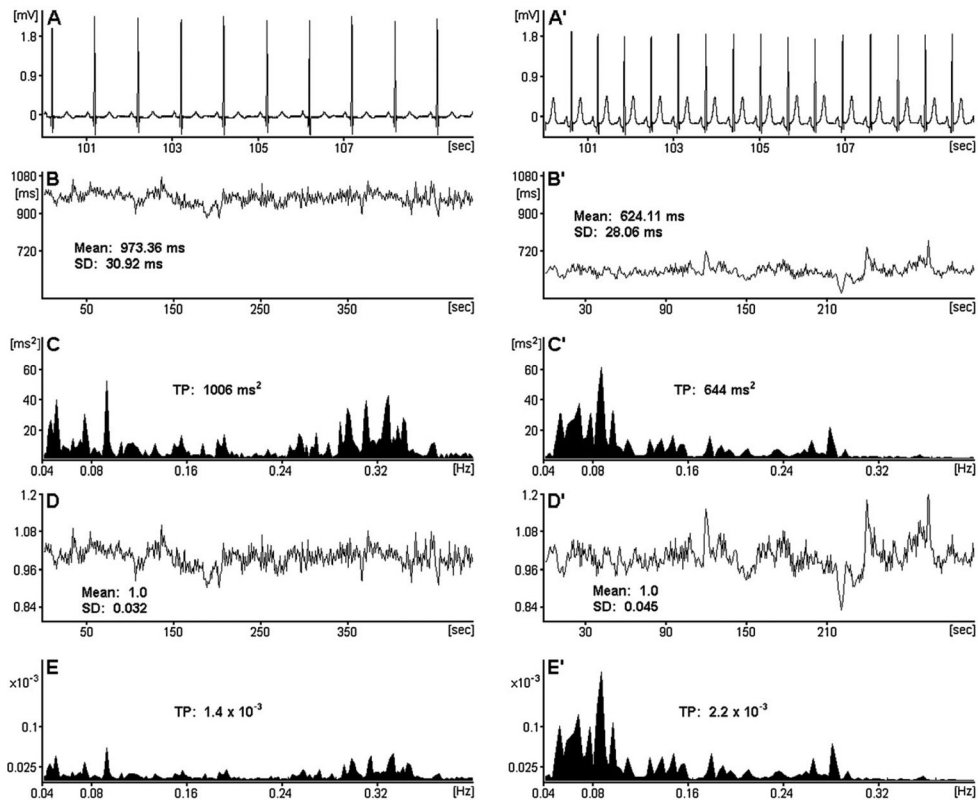 [mV] A
1.8
0.9
0
101 103 105 107 [sec]
A'
[mV]
1.8
0.9
0
101 103 105 107 [sec]
B
1080
[ms]
900
720
Mean: 973.36 ms
SD: 30.92 ms
50 150 250 350 [sec]
B'
1080
[ms]
900
720
Mean: 624.11 ms
SD: 28.06 ms
30 90 150 210 [sec]
C
[ms²]
60
40
20
TP: 1006 ms²
0.04 0.08 0.16 0.24 0.32 [Hz]
C'
[ms²]
60
40
20
TP: 644 ms²
0.04 0.08 0.16 0.24 0.32 [Hz]
D
1.2
1.08
0.96
0.84
Mean: 1.0
SD: 0.032
50 150 250 350 [sec]
D'
1.2
1.08
0.96
0.84
Mean: 1.0
SD: 0.045
30 90 150 210 [sec]
E
x10⁻³
0.1
0.025
TP: 1.4 x 10⁻³
0.04 0.08 0.16 0.24 0.32 [Hz]
E'
x10⁻³
0.1
0.025
TP: 2.2 x 10⁻³
0.04 0.08 0.16 0.24 0.32 [Hz]